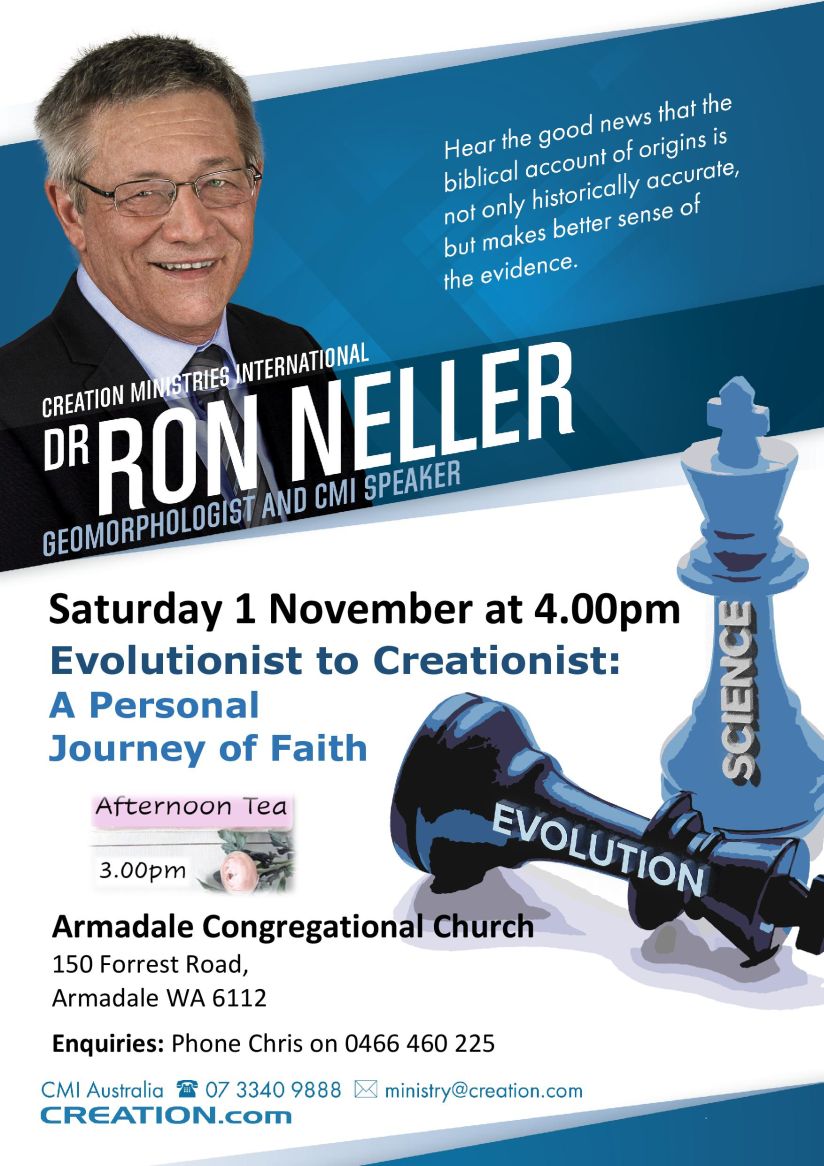 Hear the good news that the
biblical account of origins is
not only historically accurate,
but makes better sense of
the evidence.
CREATION MINISTRIES INTERNATIONAL
DR RON NELLER
GEOMORPHOLOGIST AND CMI SPEAKER
Saturday 1 November at 4.00pm
Evolutionist to Creationist:
A Personal
Journey of Faith
SCIENCE
EVOLUTION
Afternoon Tea
3.00pm
Armadale Congregational Church
150 Forrest Road,
Armadale WA 6112
Enquiries: Phone Chris on 0466 460 225
CMI Australia ☎ 07 3340 9888 ✉ ministry@creation.com
CREATION.com